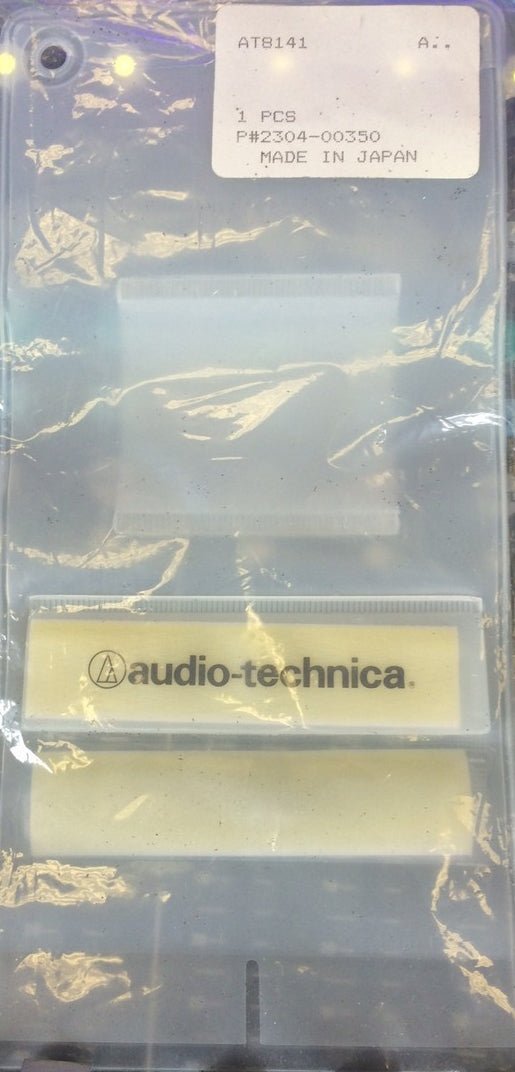 AT8141 A..
1 PCS
P#2304-00350
MADE IN JAPAN
audio-technica®